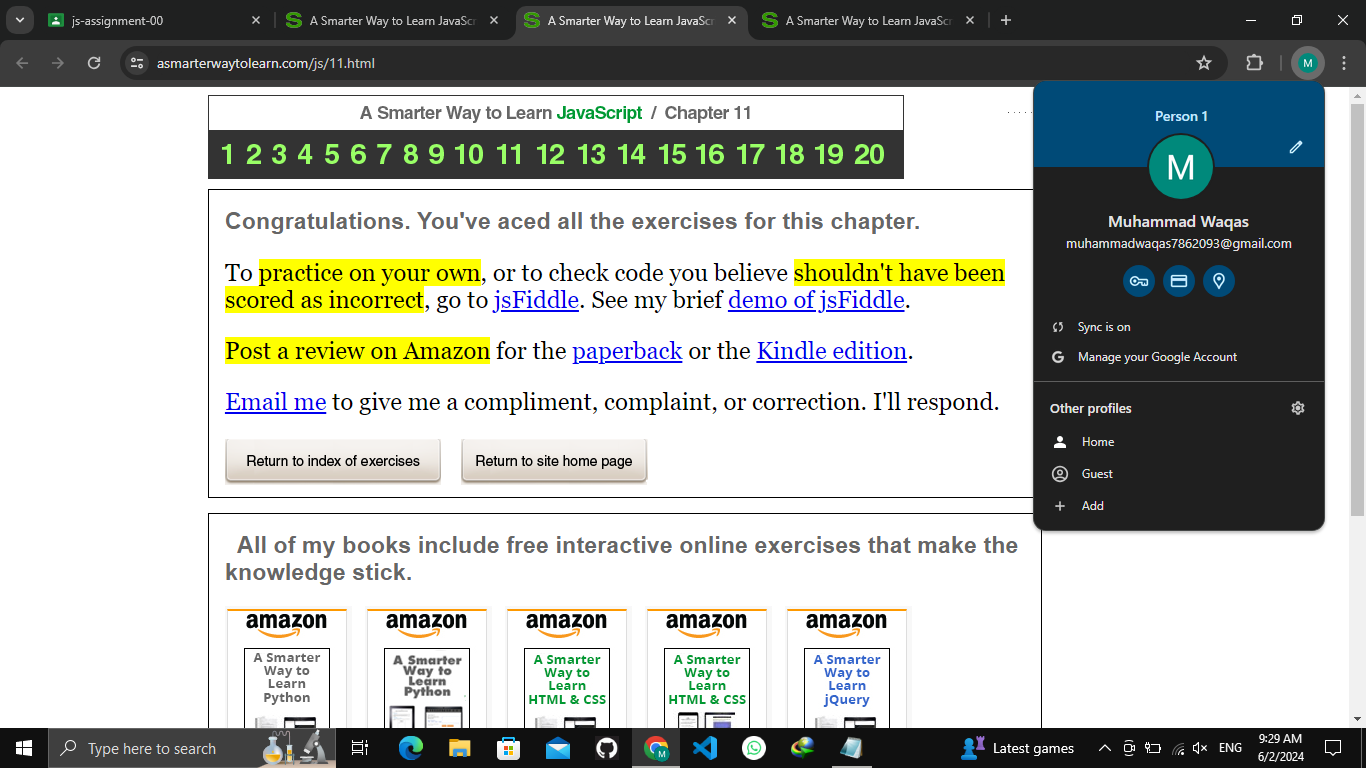 js-assignment-00
A Smarter Way to Learn JavaScr
A Smarter Way to Learn JavaScr
A Smarter Way to Learn JavaScr
asmarterwaytolearn.com/js/11.html
M
A Smarter Way to Learn JavaScript / Chapter 11
1 2 3 4 5 6 7 8 9 10 11 12 13 14 15 16 17 18 19 20
Congratulations. You've aced all the exercises for this chapter.
To practice on your own, or to check code you believe shouldn't have been
scored as incorrect, go to jsFiddle. See my brief demo of jsFiddle.
Post a review on Amazon for the paperback or the Kindle edition.
Email me to give me a compliment, complaint, or correction. I'll respond.
Return to index of exercises
Return to site home page
Person 1
M
Muhammad Waqas
muhammadwaqas7862093@gmail.com
Sync is on
G Manage your Google Account
Other profiles
Home
Guest
Add
All of my books include free interactive online exercises that make the
knowledge stick.
amazon
A Smarter
Way to
Learn
Python
amazon
A Smarter
Way to
Learn
Python
amazon
A Smarter
Way to
Learn
HTML & CSS
amazon
A Smarter
Way to
Learn
HTML & CSS
amazon
A Smarter
Way to
Learn
jQuery
Type here to search
M
Latest games
ENG
9:29 AM
6/2/2024